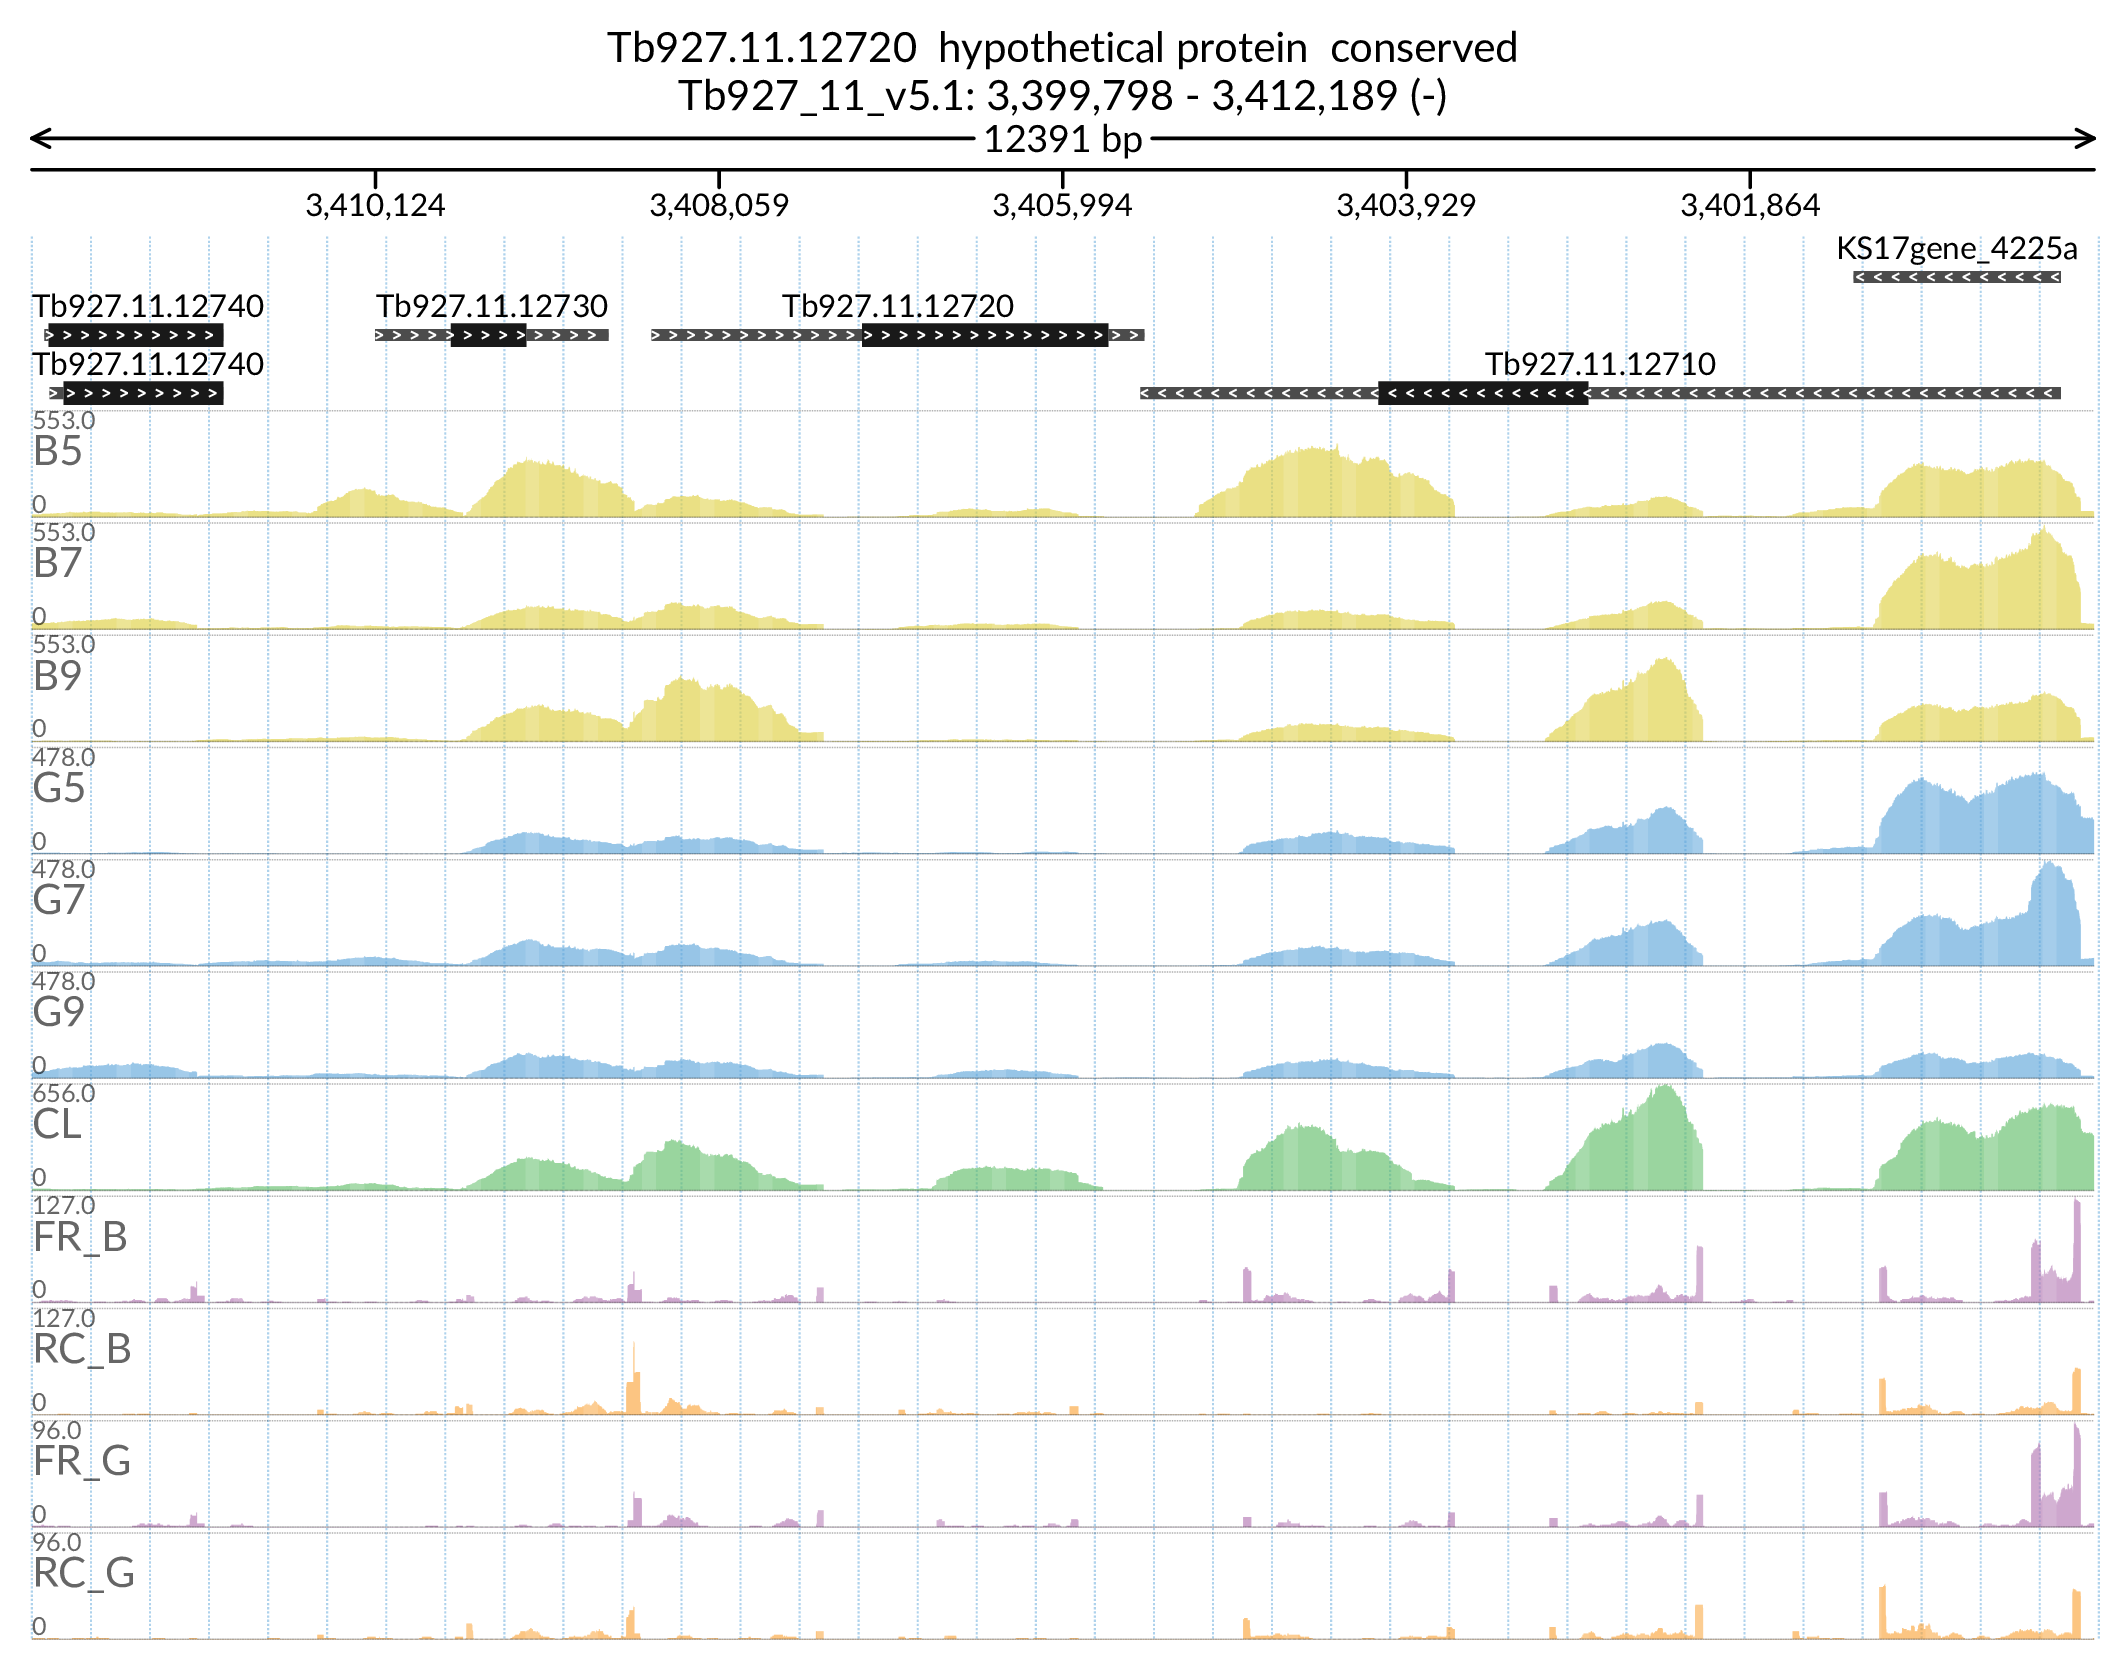 Tb927.11.12720  hypothetical protein  conserved
Tb927_11_v5.1: 3,399,798 - 3,412,189 (-)
12391 bp
3,410,124 3,408,059 3,405,994 3,403,929 3,401,864
KS17gene_4225a
Tb927.11.12740 Tb927.11.12730 Tb927.11.12720
Tb927.11.12740 Tb927.11.12710
553.0
B5
0
553.0
B7
0
553.0
B9
0
478.0
G5
0
478.0
G7
0
478.0
G9
0
656.0
CL
0
127.0
FR_B
0
127.0
RC_B
0
96.0
FR_G
0
96.0
RC_G
0